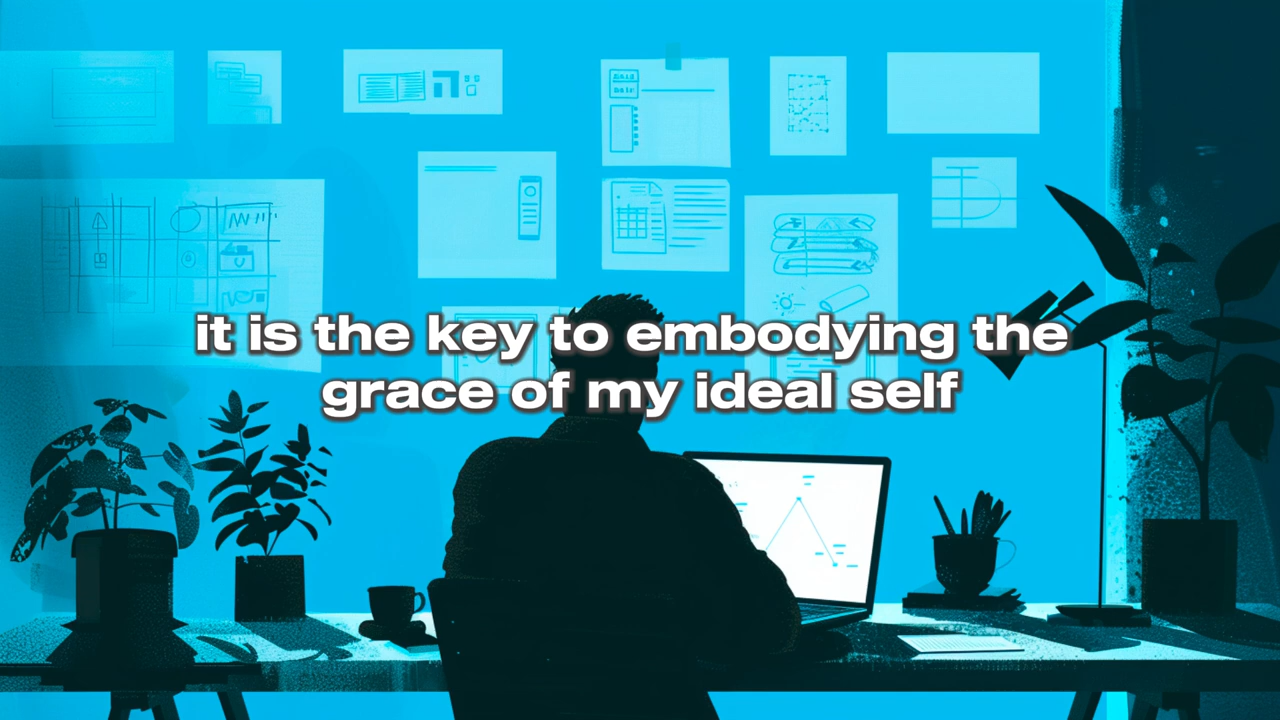 it is the key to embodying the
grace of my ideal self